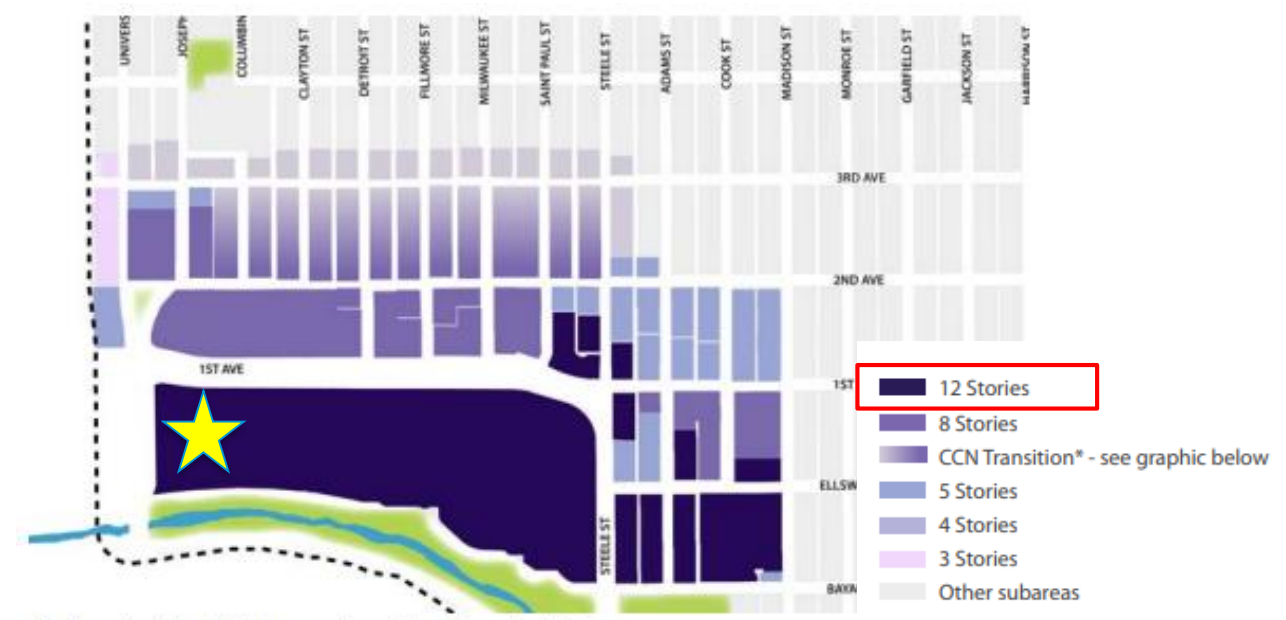 UNIVERS
JOSEPH
COLUMBIN
CLAYTON ST
DETROIT ST
FILLMORE ST
MILWAUKEE ST
SAINT PAUL ST
STEELE ST
ADAMS ST
COOK ST
MADISON ST
MONROE ST
GARFIELD ST
JACKSON ST
HARRISON ST
3RD AVE
2ND AVE
1ST AVE
1ST
12 Stories
8 Stories
CCN Transition* - see graphic below
ELLSW
5 Stories
4 Stories
STEELE ST
3 Stories
BAYA
Other subareas